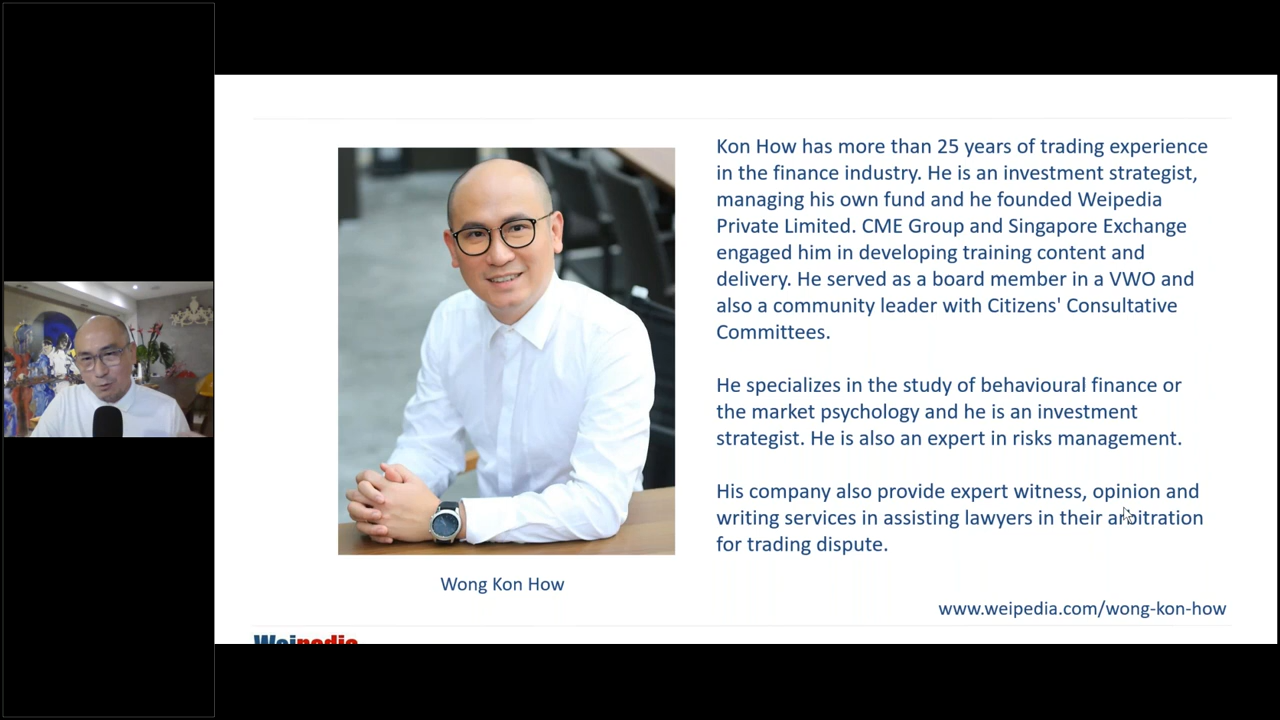 Kon How has more than 25 years of trading experience
in the finance industry. He is an investment strategist,
managing his own fund and he founded Weipedia
Private Limited. CME Group and Singapore Exchange
engaged him in developing training content and
delivery. He served as a board member in a VWO and
also a community leader with Citizens' Consultative
Committees.
He specializes in the study of behavioural finance or
the market psychology and he is an investment
strategist. He is also an expert in risks management.
His company also provide expert witness, opinion and
writing services in assisting lawyers in their arbitration
for trading dispute.
Wong Kon How
www.weipedia.com/wong-kon-how
Weipedia